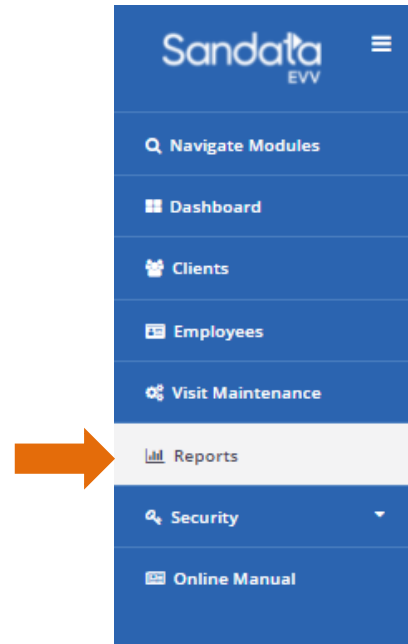 Sandata
EVV
Navigate Modules
Dashboard
Clients
Employees
Visit Maintenance
Reports
Security
Online Manual